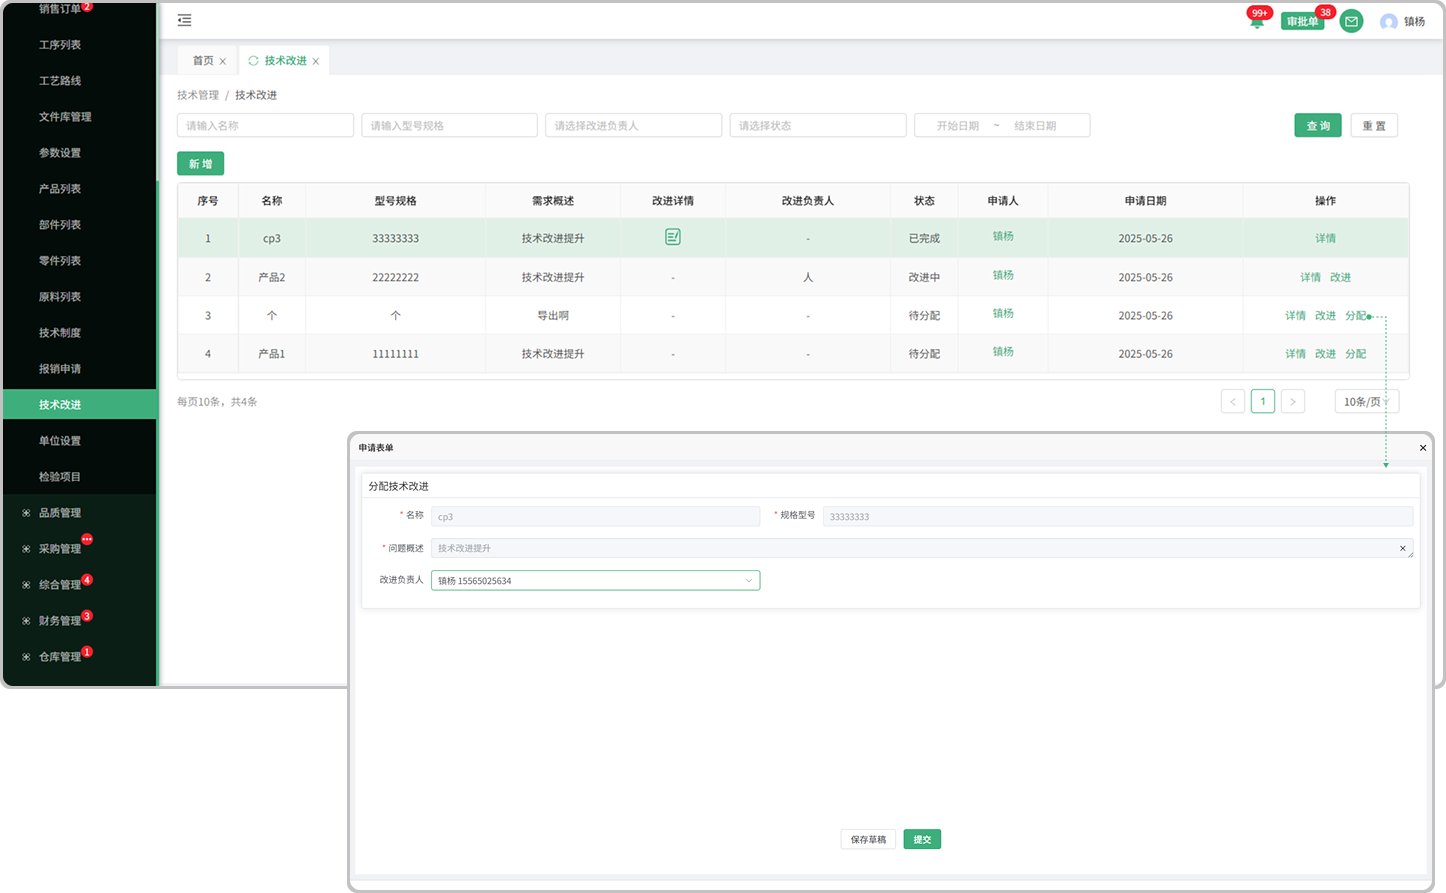 销售订单 2
工序列表
工艺路线
文件库管理
参数设置
产品列表
部件列表
零件列表
原料列表
技术制度
报销申请
技术改进
单位设置
检验项目
品质管理
采购管理 •••
综合管理 4
财务管理 3
仓库管理 1
99+ 审批单 38 镇杨
首页 × 技术改进 ×
技术管理 / 技术改进
请输入名称 请输入型号规格 请选择改进负责人 请选择状态 开始日期 ~ 结束日期 查 询 重 置
新 增
序号 名称 型号规格 需求概述 改进详情 改进负责人 状态 申请人 申请日期 操作
1 cp3 33333333 技术改进提升 - 已完成 镇杨 2025-05-26 详情
2 产品2 22222222 技术改进提升 - 人 改进中 镇杨 2025-05-26 详情 改进
3 个 个 导出啊 - - 待分配 镇杨 2025-05-26 详情 改进 分配
4 产品1 11111111 技术改进提升 - - 待分配 镇杨 2025-05-26 详情 改进 分配
每页10条，共4条 < 1 > 10条/页
申请表单 ×
分配技术改进
* 名称 cp3 * 规格型号 33333333
* 问题概述 技术改进提升 ×
改进负责人 镇杨 15565025634
保存草稿 提交